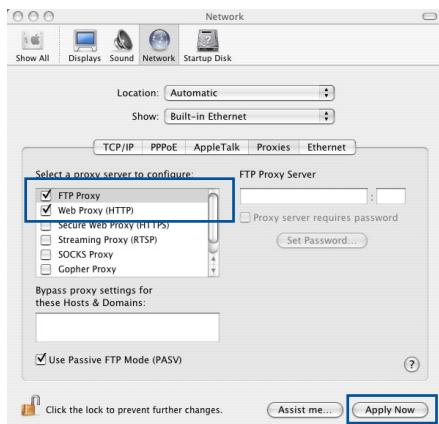 Network
Show All Displays Sound Network Startup Disk
Location: Automatic
Show: Built-in Ethernet
TCP/IP PPPoE AppleTalk Proxies Ethernet
Select a proxy server to configure: FTP Proxy Server
FTP Proxy :
Web Proxy (HTTP) Proxy server requires password
Secure Web Proxy (HTTPS)
Streaming Proxy (RTSP) Set Password...
SOCKS Proxy
Gopher Proxy
Bypass proxy settings for
these Hosts & Domains:
Use Passive FTP Mode (PASV) ?
Click the lock to prevent further changes. Assist me... Apply Now